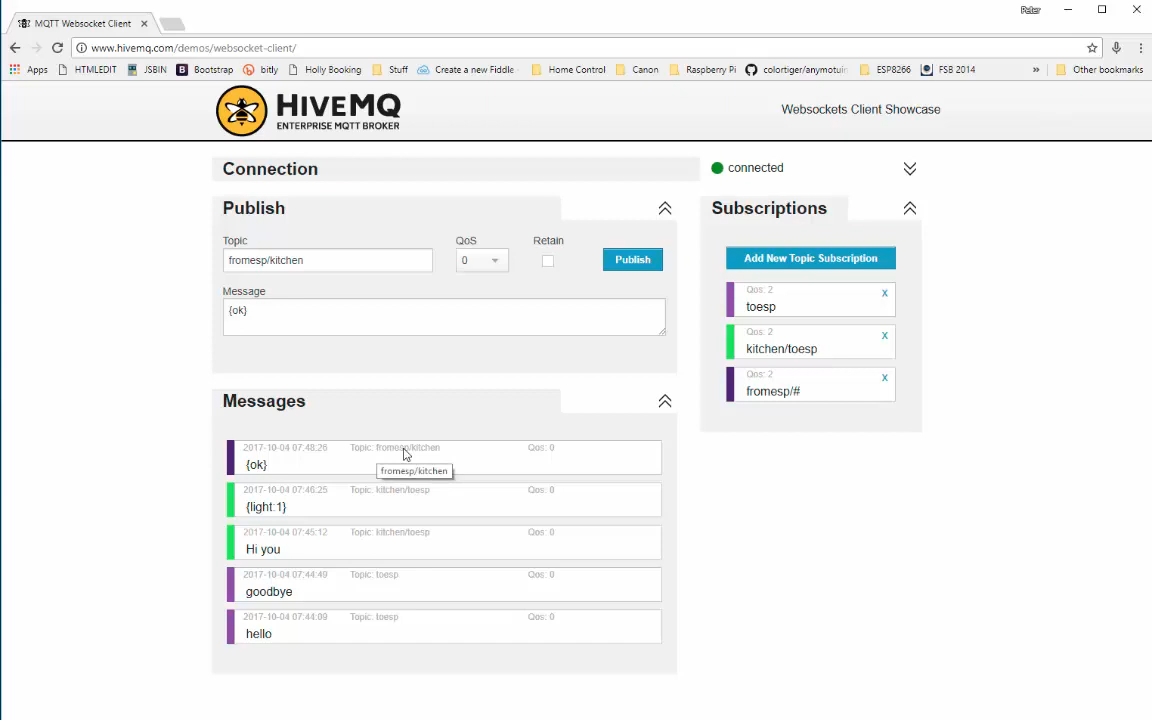 Peter
MQTT Websocket Client
www.hivemq.com/demos/websocket-client/
Apps HTMLEDIT JSBIN Bootstrap bitly Holly Booking Stuff Create a new Fiddle - Home Control Canon Raspberry Pi colortiger/anymotu ESP8266 FSB 2014 » Other bookmarks
HIVEMQ
ENTERPRISE MQTT BROKER
Websockets Client Showcase
Connection
connected
Publish
Topic QoS Retain
fromesp/kitchen 0 Publish
Message
{ok}
Subscriptions
Add New Topic Subscription
Qos: 2 x
toesp
Qos: 2 x
kitchen/toesp
Qos: 2 x
fromesp/#
Messages
2017-10-04 07:48:26 Topic: fromesp/kitchen Qos: 0
{ok}
fromesp/kitchen
2017-10-04 07:46:25 Topic: kitchen/toesp Qos: 0
{light:1}
2017-10-04 07:45:12 Topic: kitchen/toesp Qos: 0
Hi you
2017-10-04 07:44:49 Topic: toesp Qos: 0
goodbye
2017-10-04 07:44:09 Topic: toesp Qos: 0
hello